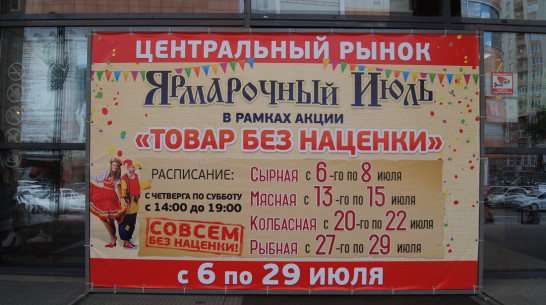 ЦЕНТРАЛЬНЫЙ РЫНОК
ЯРМАРОЧНЫЙ ИЮЛЬ
В РАМКАХ АКЦИИ
«ТОВАР БЕЗ НАЦЕНКИ»
РАСПИСАНИЕ:
С ЧЕТВЕРГА ПО СУББОТУ
С 14:00 ДО 19:00
СОВСЕМ
БЕЗ НАЦЕНКИ!
СЫРНАЯ с 6-го по 8 июля
МЯСНАЯ с 13-го по 15 июля
КОЛБАСНАЯ с 20-го по 22 июля
РЫБНАЯ с 27-го по 29 июля
С 6 ПО 29 ИЮЛЯ